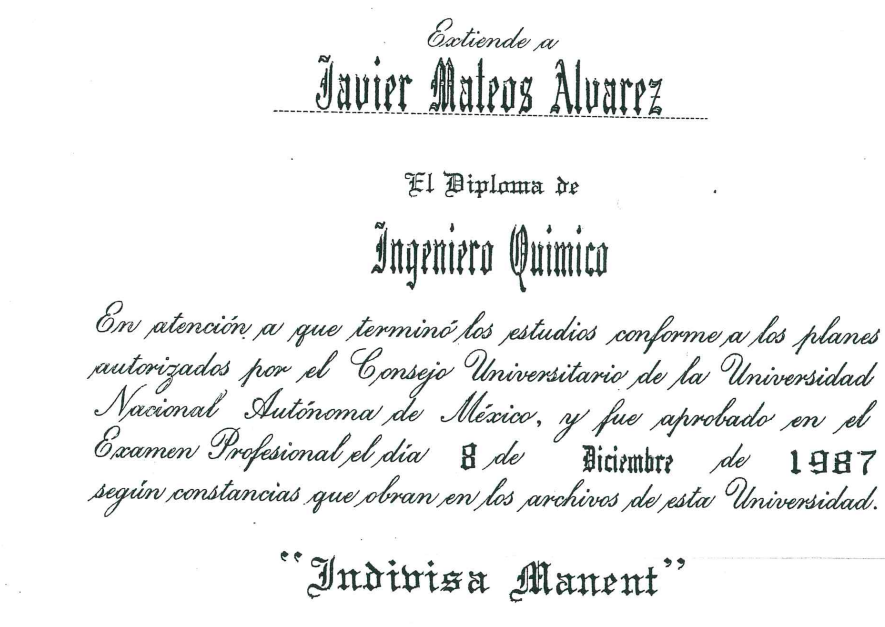 Extiende a
Javier Mateos Alvarez
El Diploma de
Ingeniero Quimico
En atención a que terminó los estudios conforme a los planes
autorizados por el Consejo Universitario de la Universidad
Nacional Autónoma de México, y fue aprobado en el
Examen Profesional el día 8 de Diciembre de 1987
según constancias que obran en los archivos de esta Universidad.
"Indivisa Manent"